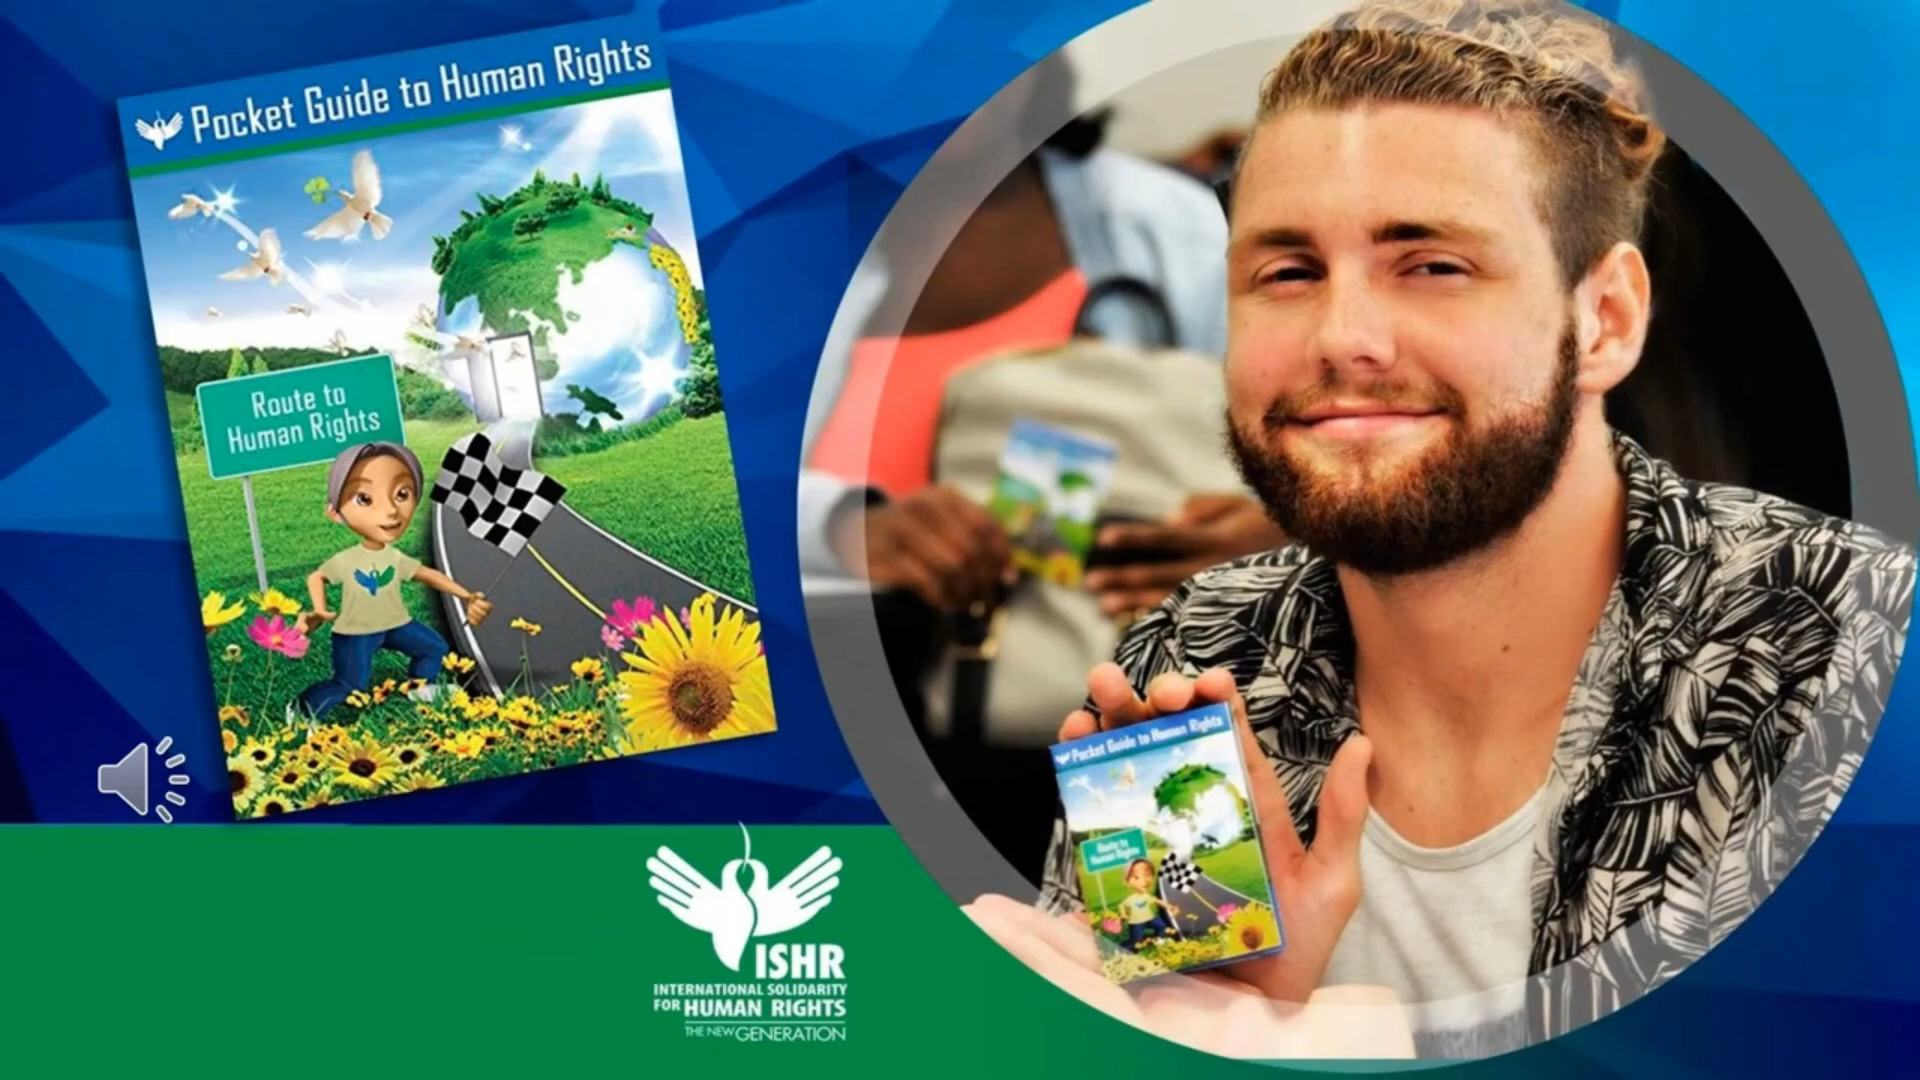 Pocket Guide to Human Rights
Route to
Human Rights
ISHR
INTERNATIONAL SOLIDARITY
FOR HUMAN RIGHTS
THE NEW GENERATION
Pocket Guide to Human Rights
Route to
Human Rights